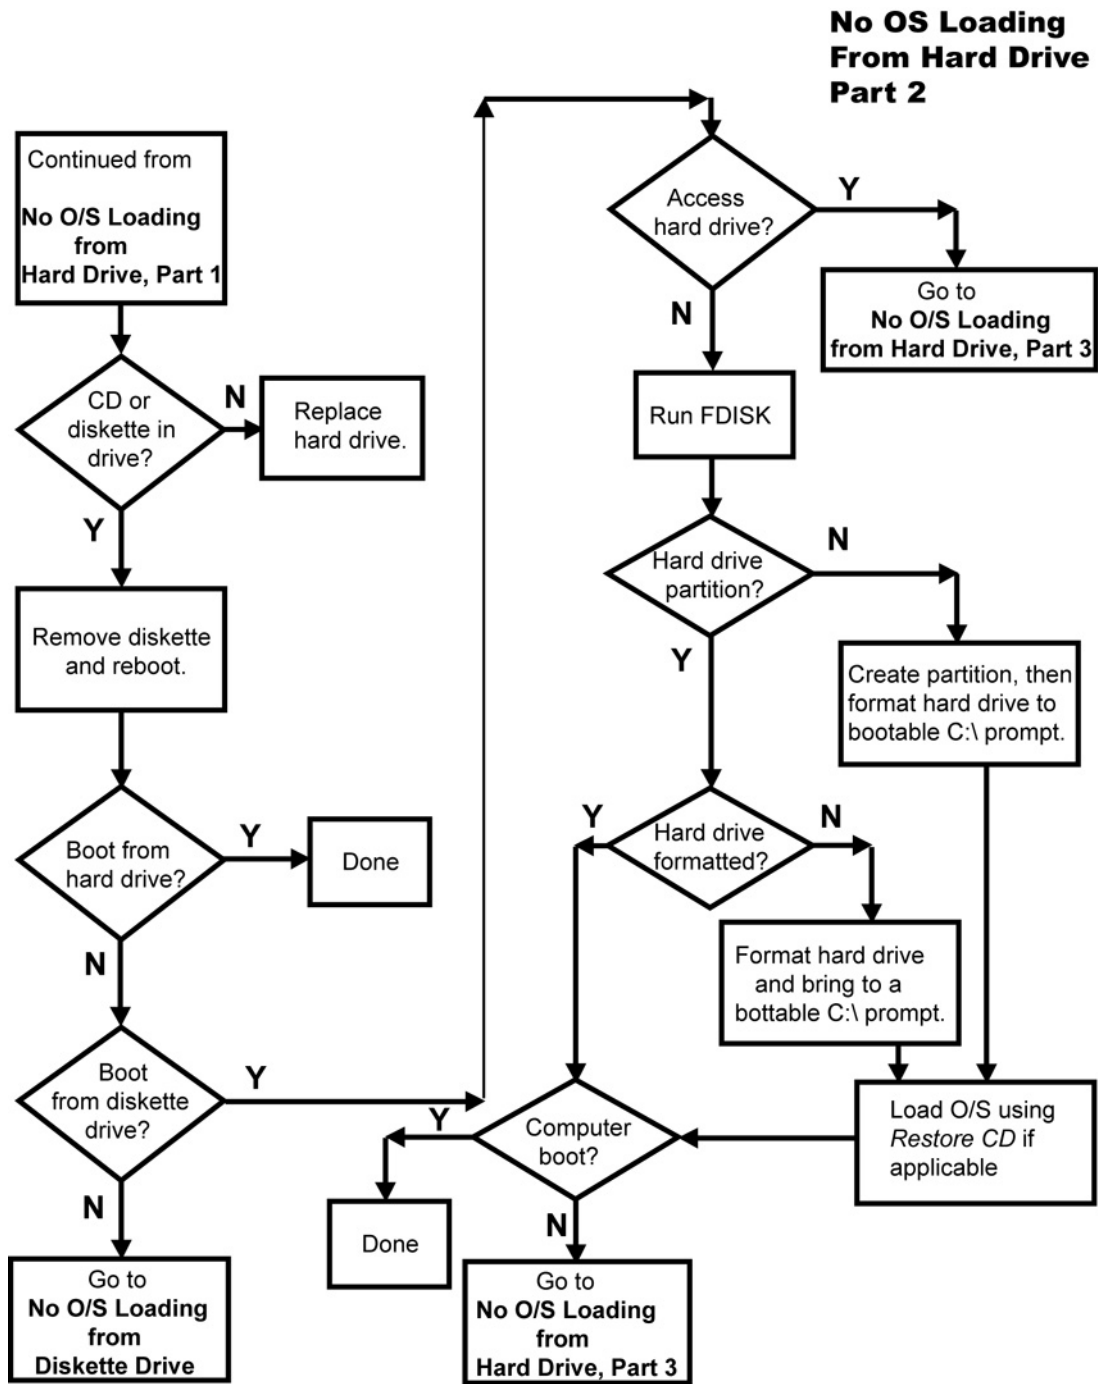 No OS Loading
From Hard Drive
Part 2
Continued from
No O/S Loading
from
Hard Drive, Part 1
CD or
diskette in
drive?
N
Replace
hard drive.
Y
Remove diskette
and reboot.
Boot from
hard drive?
Y
Done
N
Boot
from diskette
drive?
Y
N
Go to
No O/S Loading
from
Diskette Drive
Access
hard drive?
Y
Go to
No O/S Loading
from Hard Drive, Part 3
N
Run FDISK
Hard drive
partition?
N
Create partition, then
format hard drive to
bootable C:\ prompt.
Y
Hard drive
formatted?
Y
N
Format hard drive
and bring to a
bottable C:\ prompt.
Load O/S using
Restore CD if
applicable
Computer
boot?
Y
Done
N
Go to
No O/S Loading
from
Hard Drive, Part 3